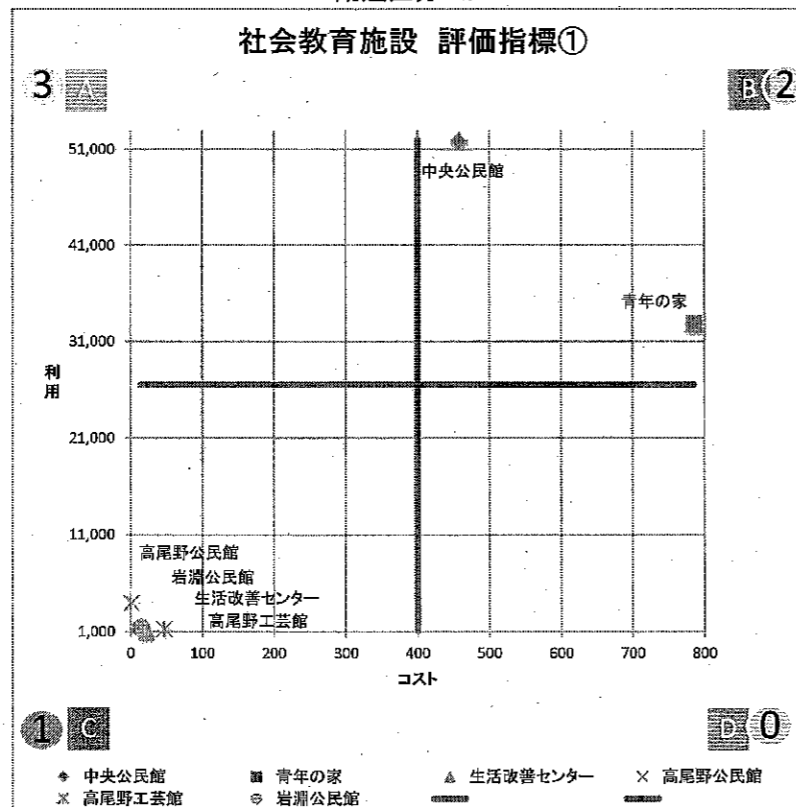 社会教育施設 評価指標①
3 A
B 2
51,000
中央公民館
41,000
青年の家
31,000
利用
21,000
11,000
高尾野公民館
岩淵公民館
生活改善センター
高尾野工芸館
1,000
0 100 200 300 400 500 600 700 800
コスト
1 C
D 0
中央公民館 青年の家 生活改善センター 高尾野公民館
高尾野工芸館 岩淵公民館